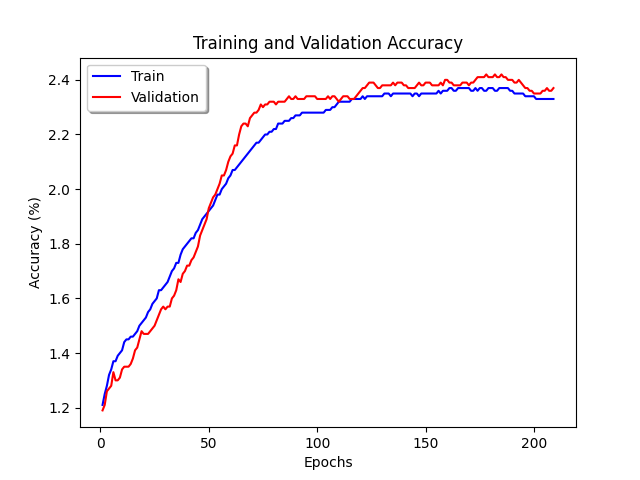 Training and Validation Accuracy
Train
Validation
2.4
2.2
2.0
1.8
1.6
1.4
1.2
Accuracy (%)
0 50 100 150 200
Epochs